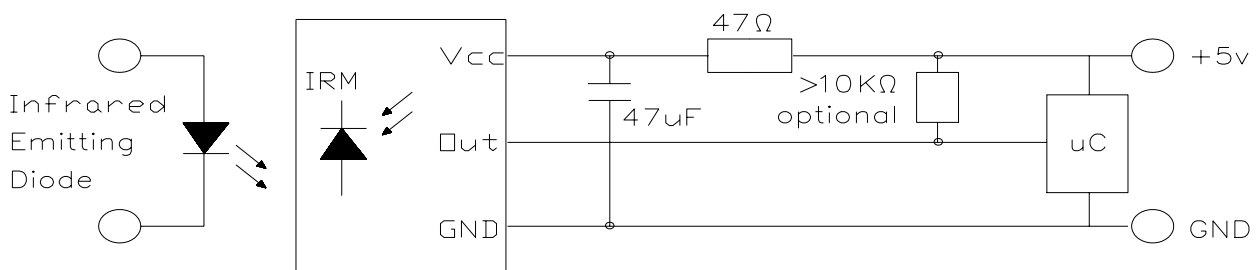 Infrared
Emitting
Diode
IRM
Vcc
Out
GND
47uF
47Ω
>10KΩ
optional
uC
+5v
GND